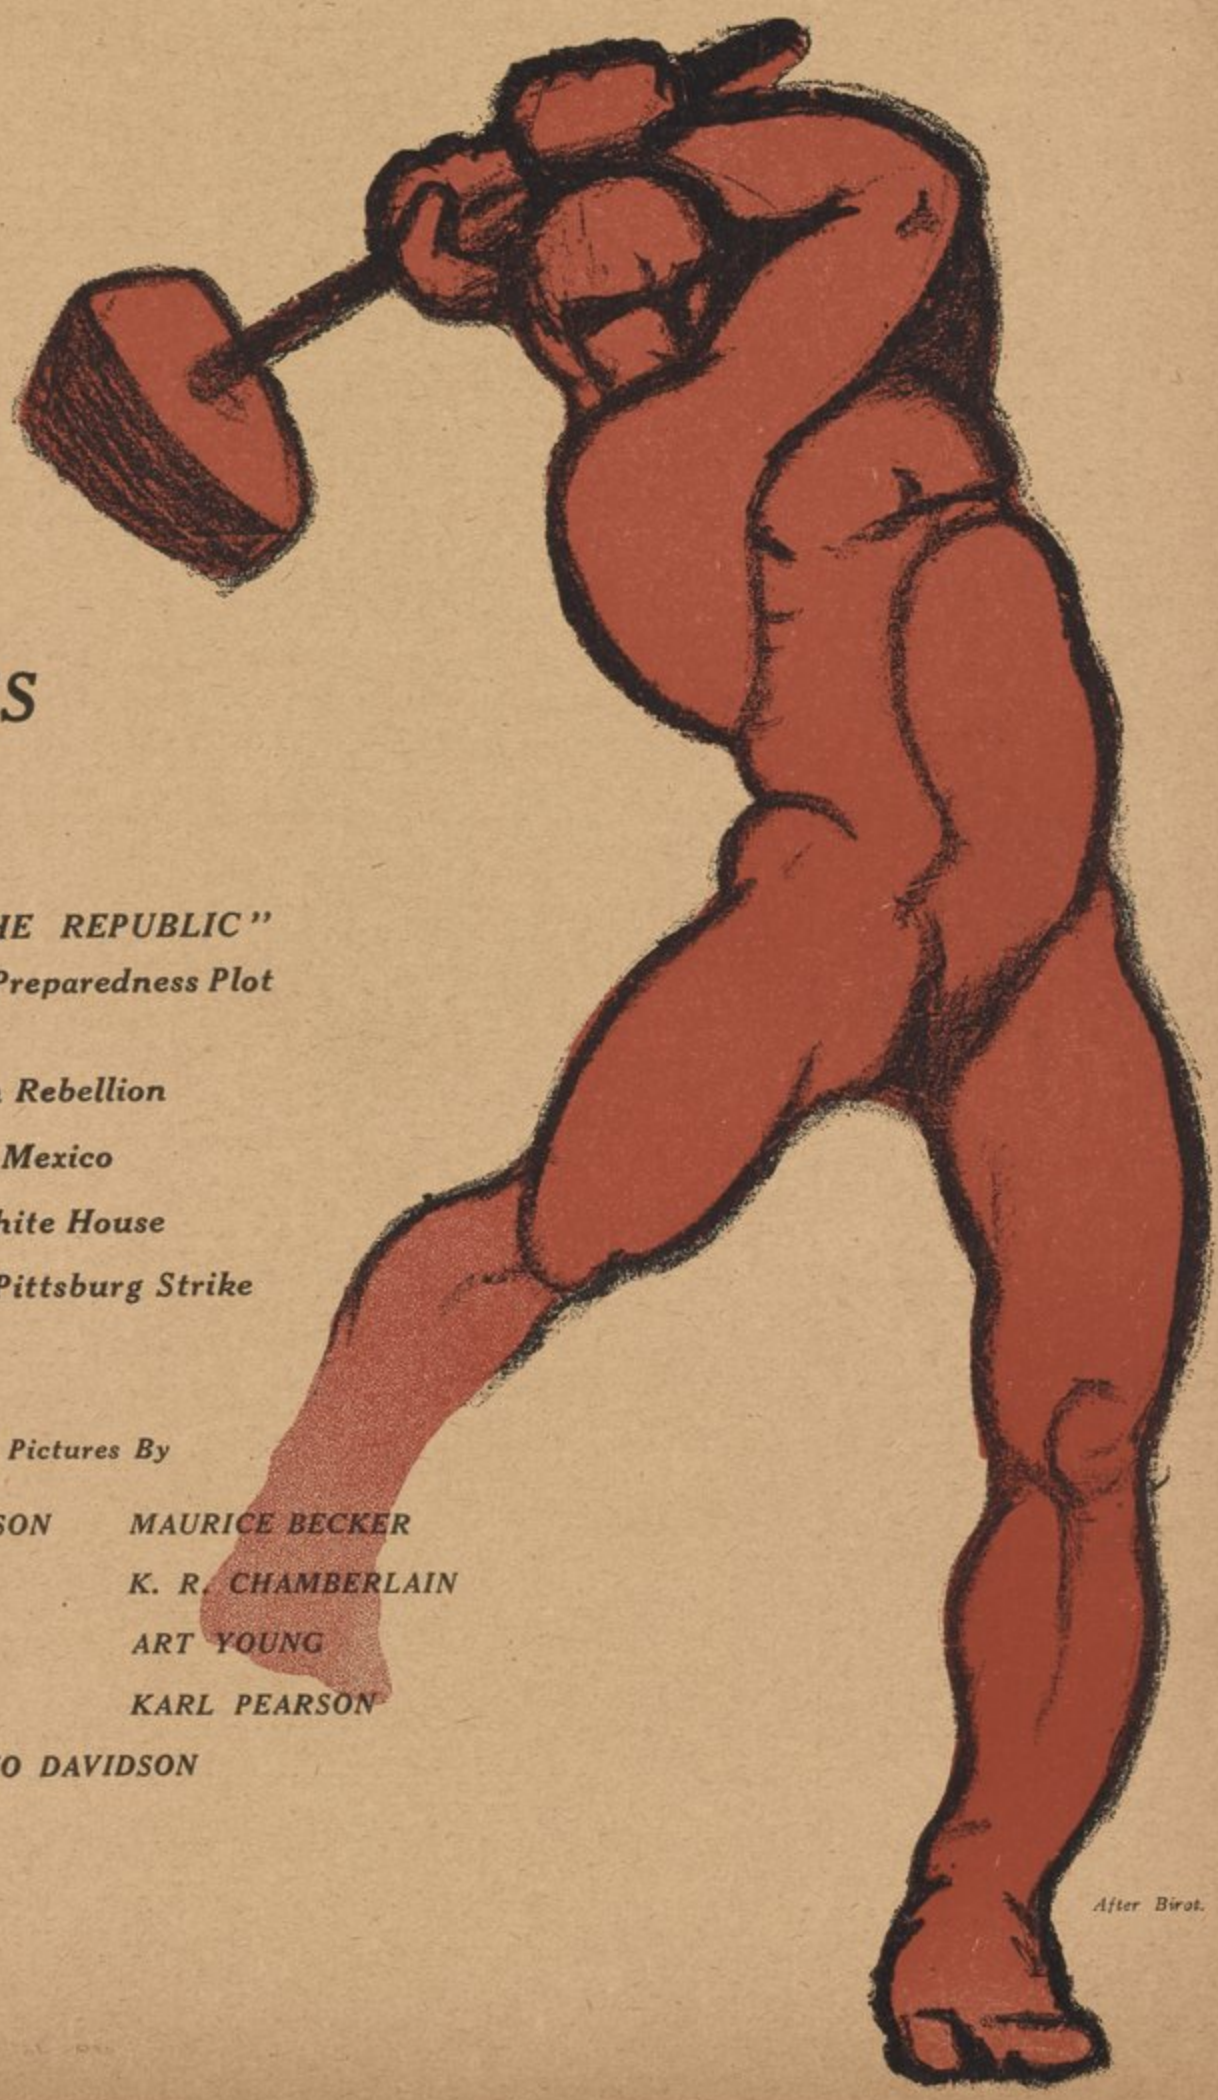 S
HE REPUBLIC"
Preparedness Plot
Rebellion
Mexico
hite House
Pittsburg Strike
Pictures By
SON MAURICE BECKER
K. R. CHAMBERLAIN
ART YOUNG
KARL PEARSON
O DAVIDSON
After Birot.